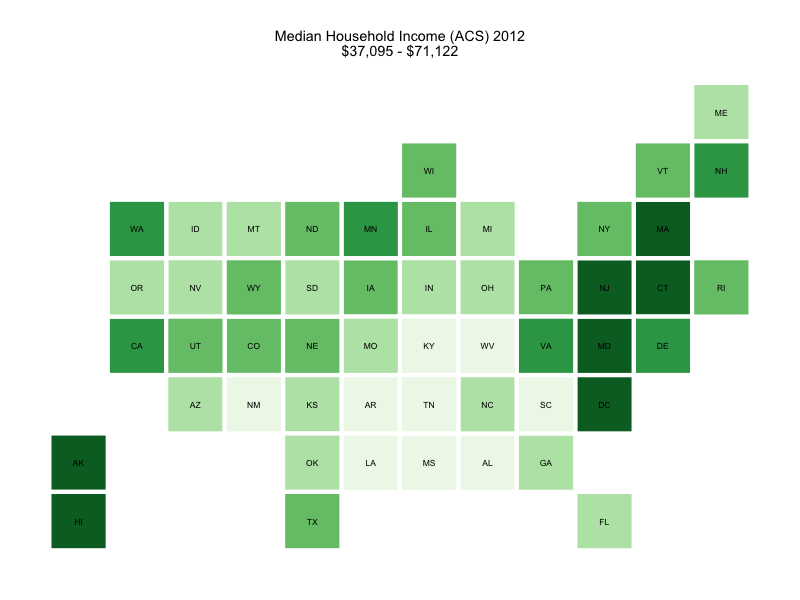 Median Household Income (ACS) 2012
$37,095 - $71,122
ME
WI VT NH
WA ID MT ND MN IL MI NY MA
OR NV WY SD IA IN OH PA NJ CT RI
CA UT CO NE MO KY WV VA MD DE
AZ NM KS AR TN NC SC DC
AK OK LA MS AL GA
HI TX FL